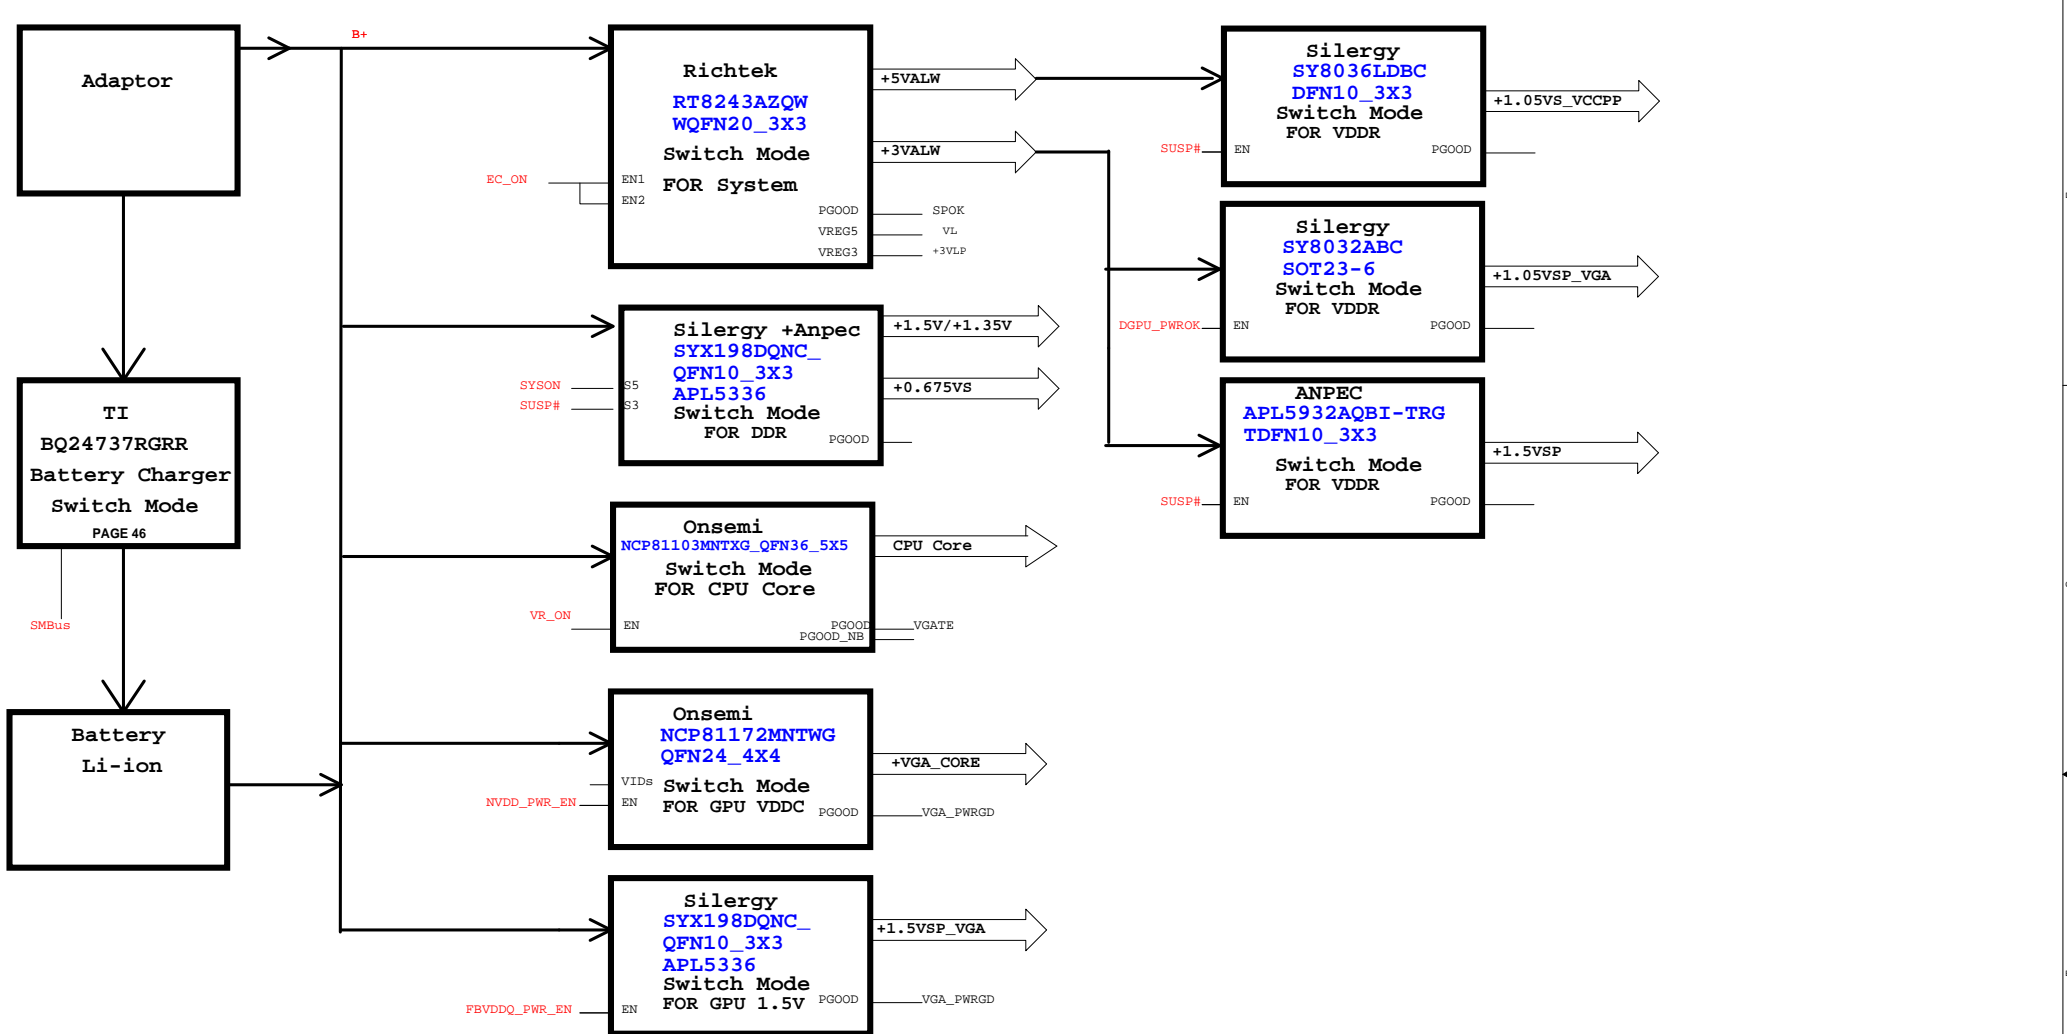 Adaptor
B+
TI
BQ24737RGRR
Battery Charger
Switch Mode
PAGE 46
SMBus
Battery
Li-ion
Richtek
RT8243AZQW
WQFN20_3X3
Switch Mode
FOR System
EC_ON
EN1
EN2
PGOOD
SPOK
VREG5
VL
VREG3
+3VLP
+5VALW
+3VALW
Silergy +Anpec
SYX198DQNC_
QFN10_3X3
APL5336
Switch Mode
FOR DDR
SYSON
S5
SUSP#
S3
PGOOD
+1.5V/+1.35V
+0.675VS
Onsemi
NCP81103MNTXG_QFN36_5X5
Switch Mode
FOR CPU Core
VR_ON
EN
PGOOD
VGATE
PGOOD_NB
CPU Core
Onsemi
NCP81172MNTWG
QFN24_4X4
Switch Mode
FOR GPU VDDC
VIDs
NVDD_PWR_EN
EN
PGOOD
VGA_PWRGD
+VGA_CORE
Silergy
SYX198DQNC_
QFN10_3X3
APL5336
Switch Mode
FOR GPU 1.5V
FBVDDQ_PWR_EN
EN
PGOOD
VGA_PWRGD
+1.5VSP_VGA
Silergy
SY8036LDBC
DFN10_3X3
Switch Mode
FOR VDDR
SUSP#
EN
PGOOD
+1.05VS_VCCPP
Silergy
SY8032ABC
SOT23-6
Switch Mode
FOR VDDR
DGPU_PWROK
EN
PGOOD
+1.05VSP_VGA
ANPEC
APL5932AQBI-TRG
TDFN10_3X3
Switch Mode
FOR VDDR
SUSP#
EN
PGOOD
+1.5VSP